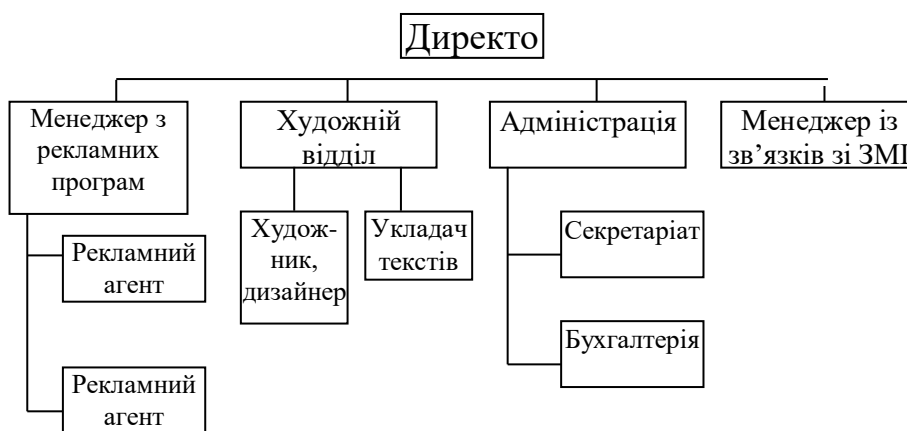 Директо
Менеджер з
рекламних
програм
Художній
відділ
Адміністрація
Менеджер із
зв’язків зі ЗМІ
Рекламний
агент
Худож-
ник,
дизайнер
Укладач
текстів
Секретаріат
Бухгалтерія
Рекламний
агент